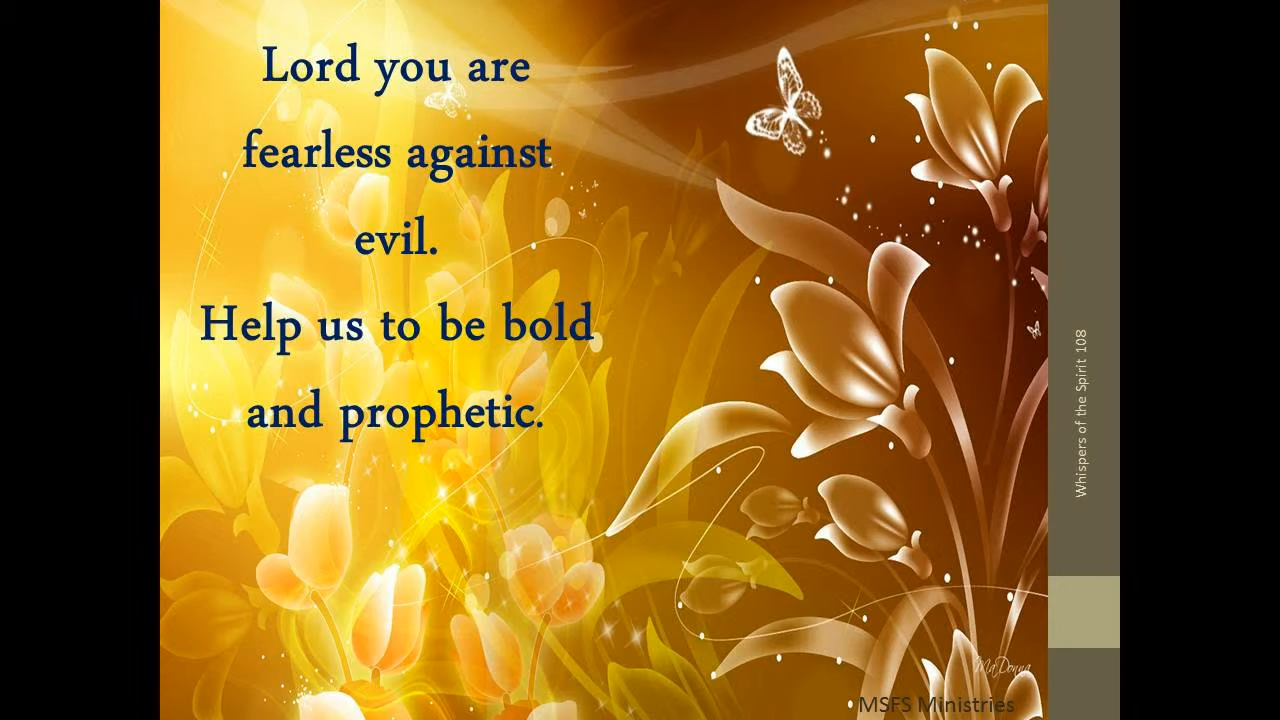 Lord you are
fearless against
evil.
Help us to be bold
and prophetic.
Whispers of the Spirit 108
MaDonna
MSFS Ministries